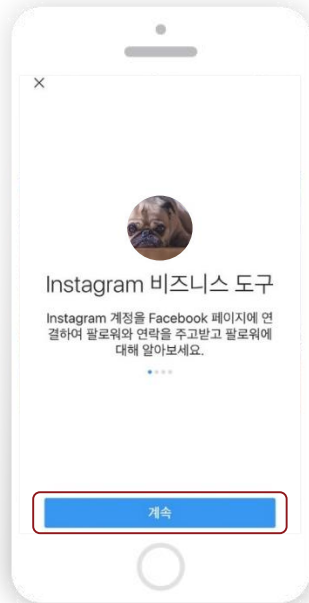 Instagram 비즈니스 도구
Instagram 계정을 Facebook 페이지에 연
결하여 팔로워와 연락을 주고받고 팔로워에
대해 알아보세요.
계속